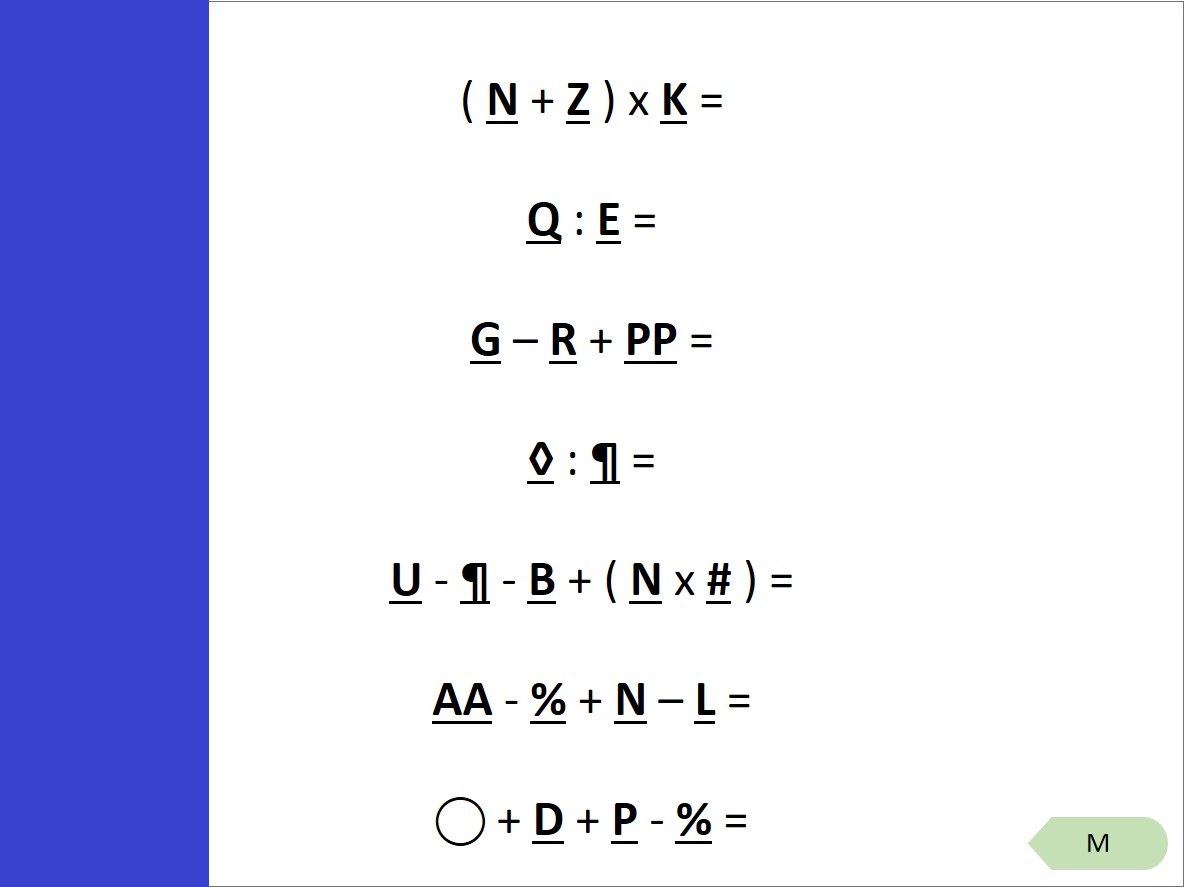 ( N + Z ) x K =
Q : E =
G – R + PP =
◊ : ¶ =
U - ¶ - B + ( N x # ) =
AA - % + N – L =
◯ + D + P - % =
M